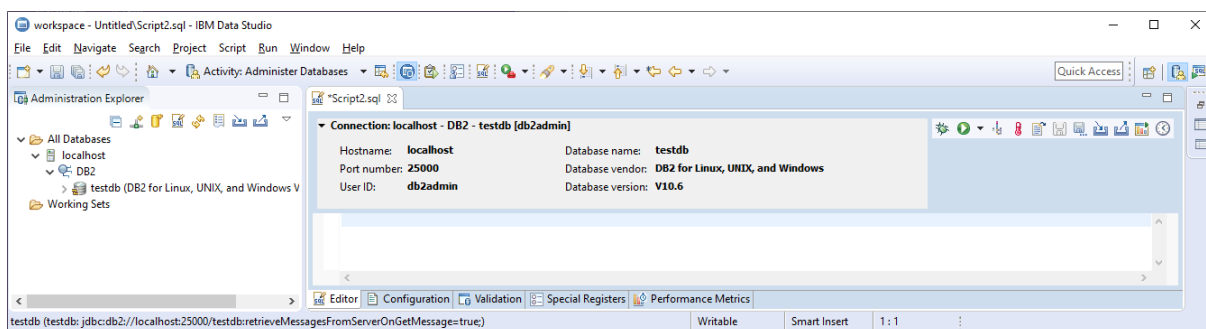 workspace - Untitled\Script2.sql - IBM Data Studio
File Edit Navigate Search Project Script Run Window Help
Activity: Administer Databases
Quick Access
Administration Explorer
*Script2.sql
All Databases
localhost
DB2
testdb (DB2 for Linux, UNIX, and Windows V
Working Sets
Connection: localhost - DB2 - testdb [db2admin]
Hostname: localhost Database name: testdb
Port number: 25000 Database vendor: DB2 for Linux, UNIX, and Windows
User ID: db2admin Database version: V10.6
Editor Configuration Validation Special Registers Performance Metrics
testdb (testdb: jdbc:db2://localhost:25000/testdb:retrieveMessagesFromServerOnGetMessage=true;) Writable Smart Insert 1 : 1